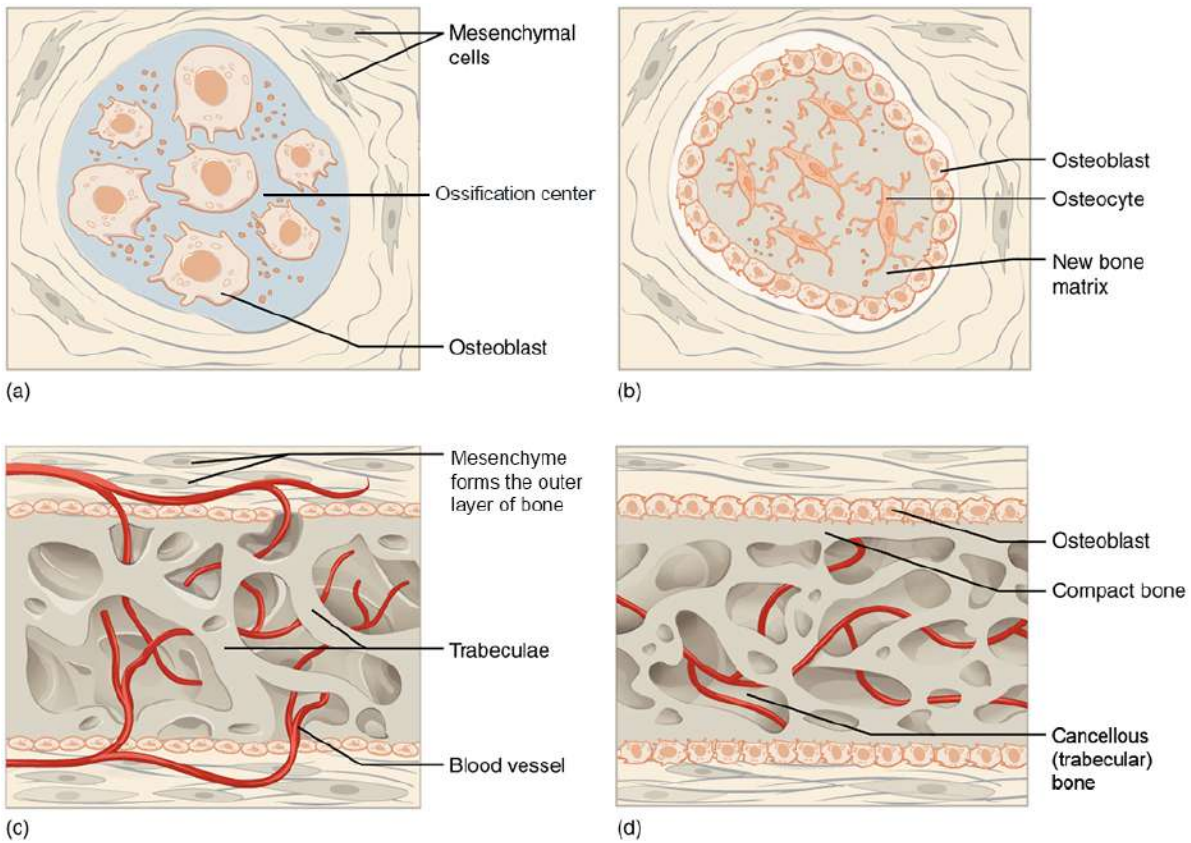 Mesenchymal
cells
Ossification center
Osteoblast
(a)
Osteoblast
Osteocyte
New bone
matrix
(b)
Mesenchyme
forms the outer
layer of bone
Trabeculae
Blood vessel
(c)
Osteoblast
Compact bone
Cancellous
(trabecular)
bone
(d)